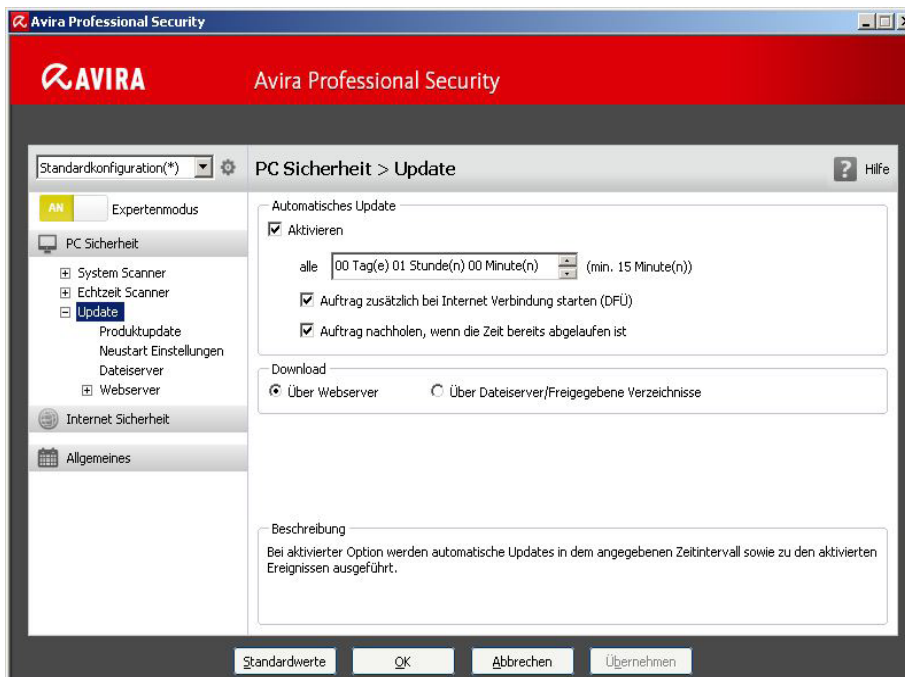 Avira Professional Security
AVIRA
Avira Professional Security
Standardkonfiguration(*)
PC Sicherheit > Update
? Hilfe
AN Expertenmodus
PC Sicherheit
System Scanner
Echtzeit Scanner
Update
Produktupdate
Neustart Einstellungen
Dateiserver
Webserver
Internet Sicherheit
Allgemeines
Automatisches Update
Aktivieren
alle 00 Tag(e) 01 Stunde(n) 00 Minute(n) (min. 15 Minute(n))
Auftrag zusätzlich bei Internet Verbindung starten (DFÜ)
Auftrag nachholen, wenn die Zeit bereits abgelaufen ist
Download
Über Webserver Über Dateiserver/Freigegebene Verzeichnisse
Beschreibung
Bei aktivierter Option werden automatische Updates in dem angegebenen Zeitintervall sowie zu den aktivierten
Ereignissen ausgeführt.
Standardwerte OK Abbrechen Übernehmen